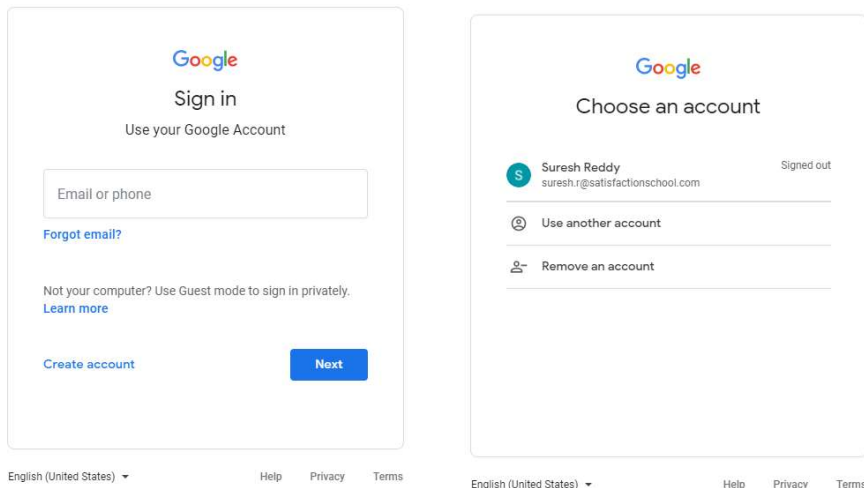 Google
Sign in
Use your Google Account
Email or phone
Forgot email?
Not your computer? Use Guest mode to sign in privately.
Learn more
Create account
Next
English (United States)
Help
Privacy
Terms
Google
Choose an account
S
Suresh Reddy
Signed out
suresh.r@satisfactionschool.com
Use another account
Remove an account
English (United States)
Help
Privacy
Terms